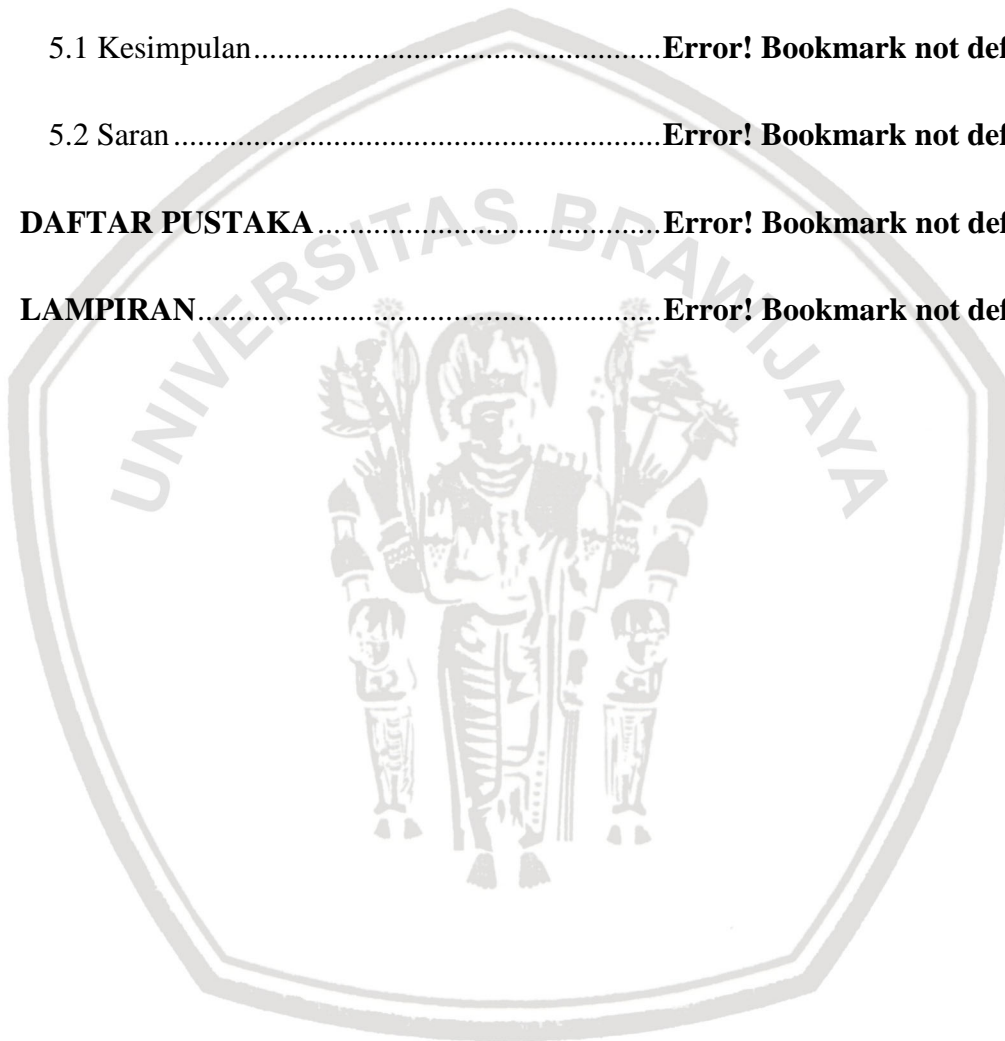 5.1 Kesimpulan.................................................Error! Bookmark not def
5.2 Saran..........................................................Error! Bookmark not def
DAFTAR PUSTAKA.........................................Error! Bookmark not def
LAMPIRAN.......................................................Error! Bookmark not def
UNIVERSITAS BRAWIJAYA